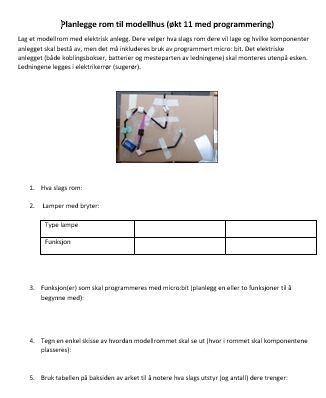 Planlegge rom til modellhus (økt 11 med programmering)
Lag et modellrom med elektrisk anlegg. Dere velger hva slags rom dere vil lage og hvilke komponenter
anlegget skal bestå av, men det må inkluderes bruk av programmert micro: bit. Det elektriske
anlegget (både koblingsbokser, batterier og mesteparten av ledningene) skal monteres utenpå esken.
Ledningene legges i elektrikerrør (sugerør).
1. Hva slags rom:
2. Lamper med bryter:
Type lampe
Funksjon
3. Funksjon(er) som skal programmeres med micro:bit (planlegg en eller to funksjoner til å
begynne med):
4. Tegn en enkel skisse av hvordan modellrommet skal se ut (hvor i rommet skal komponentene
plasseres):
5. Bruk tabellen på baksiden av arket til å notere hva slags utstyr (og antall) dere trenger: